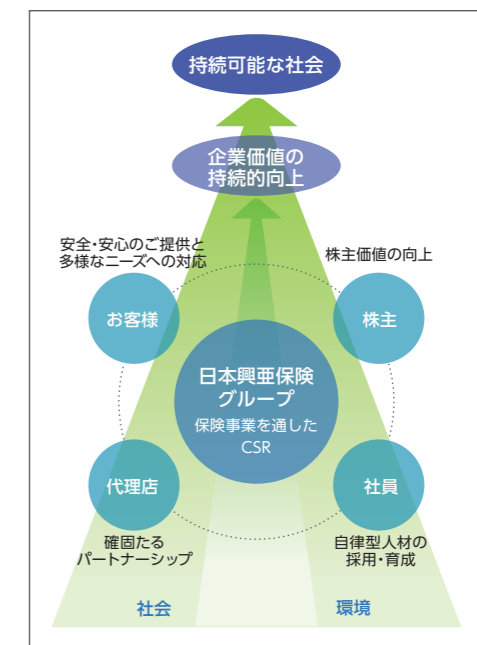 持続可能な社会
企業価値の
持続的向上
安全・安心のご提供と
多様なニーズへの対応
株主価値の向上
お客様
株主
日本興亜保険
グループ
保険事業を通した
CSR
代理店
社員
確固たる
パートナーシップ
自律型人材の
採用・育成
社会
環境